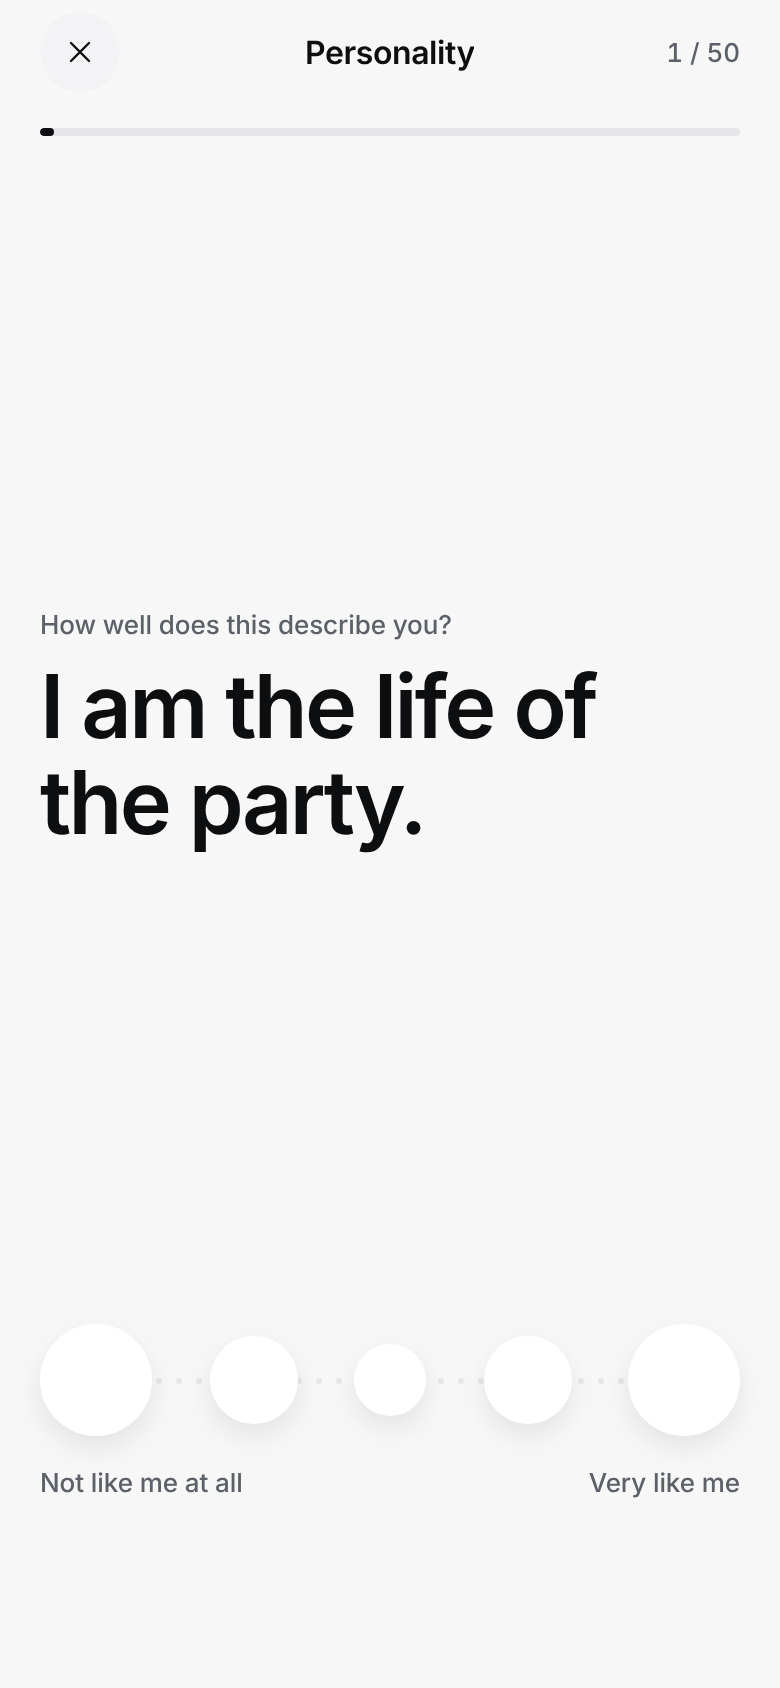 Personality
1 / 50
How well does this describe you?
I am the life of
the party.
Not like me at all
Very like me